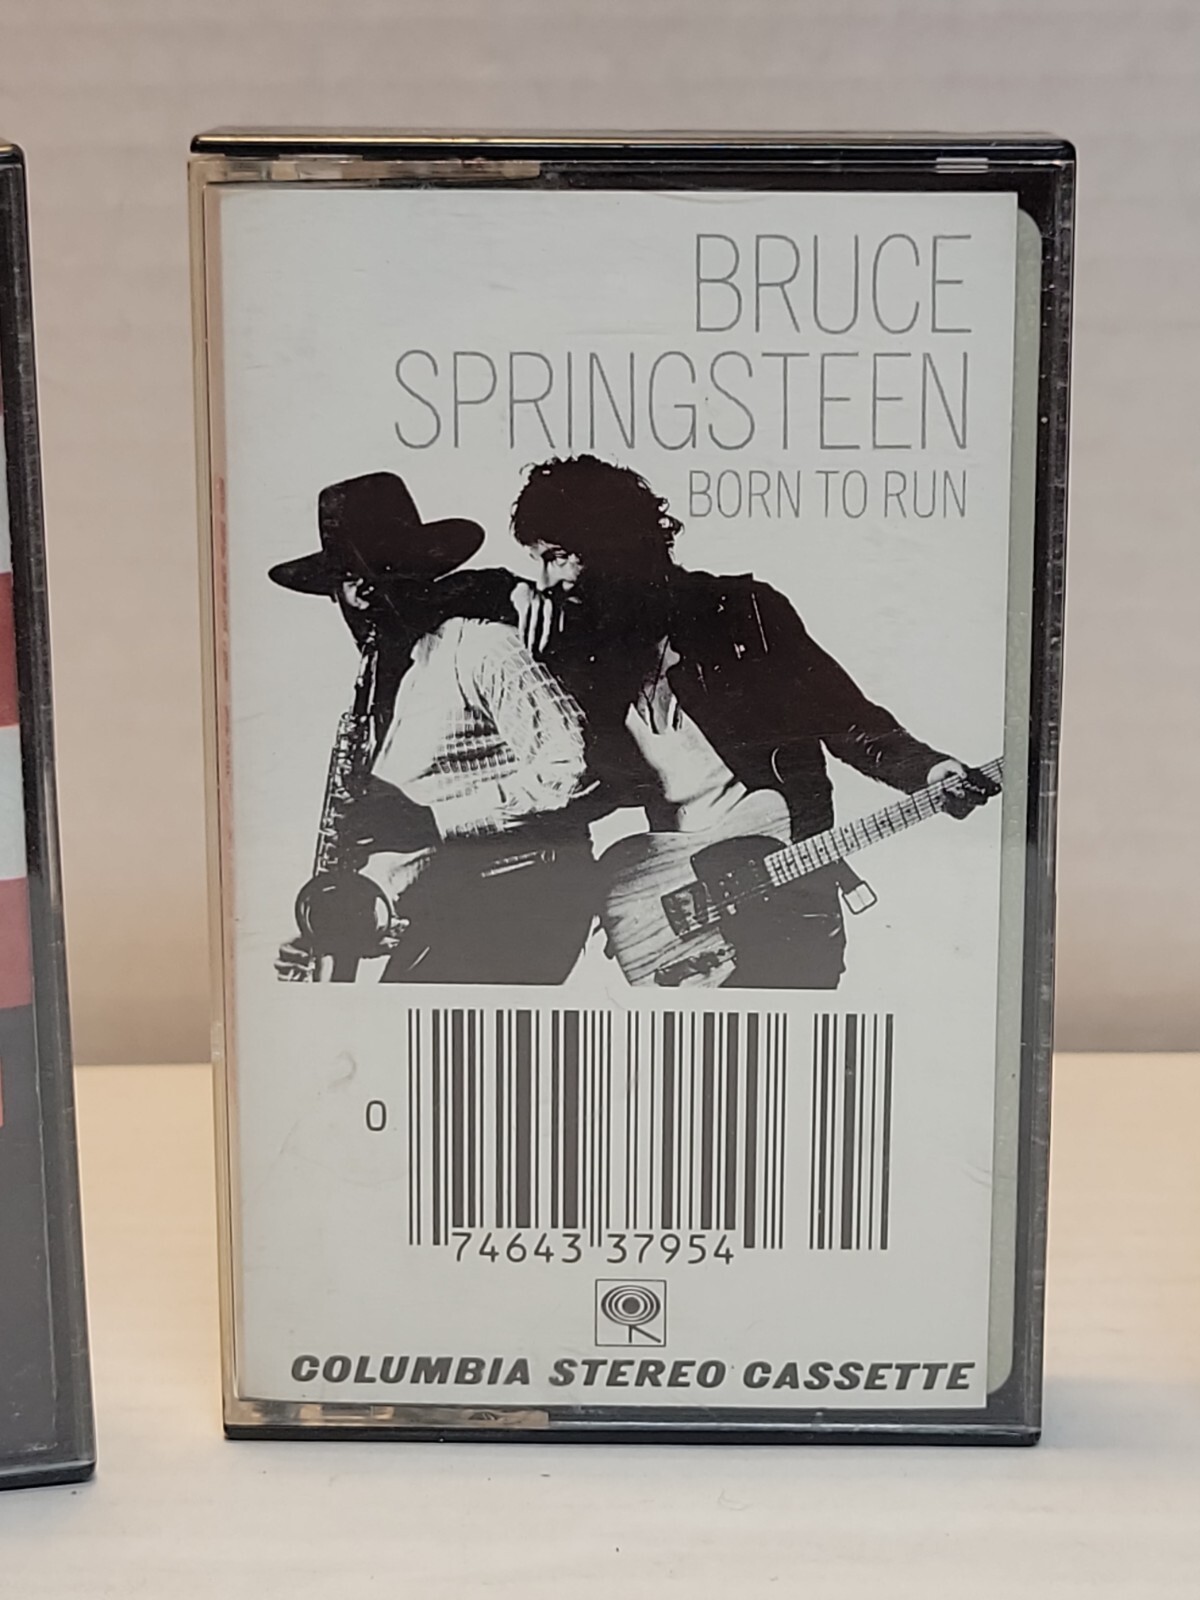 BRUCE
SPRINGSTEEN
BORN TO RUN
0 74643 37954
COLUMBIA STEREO CASSETTE